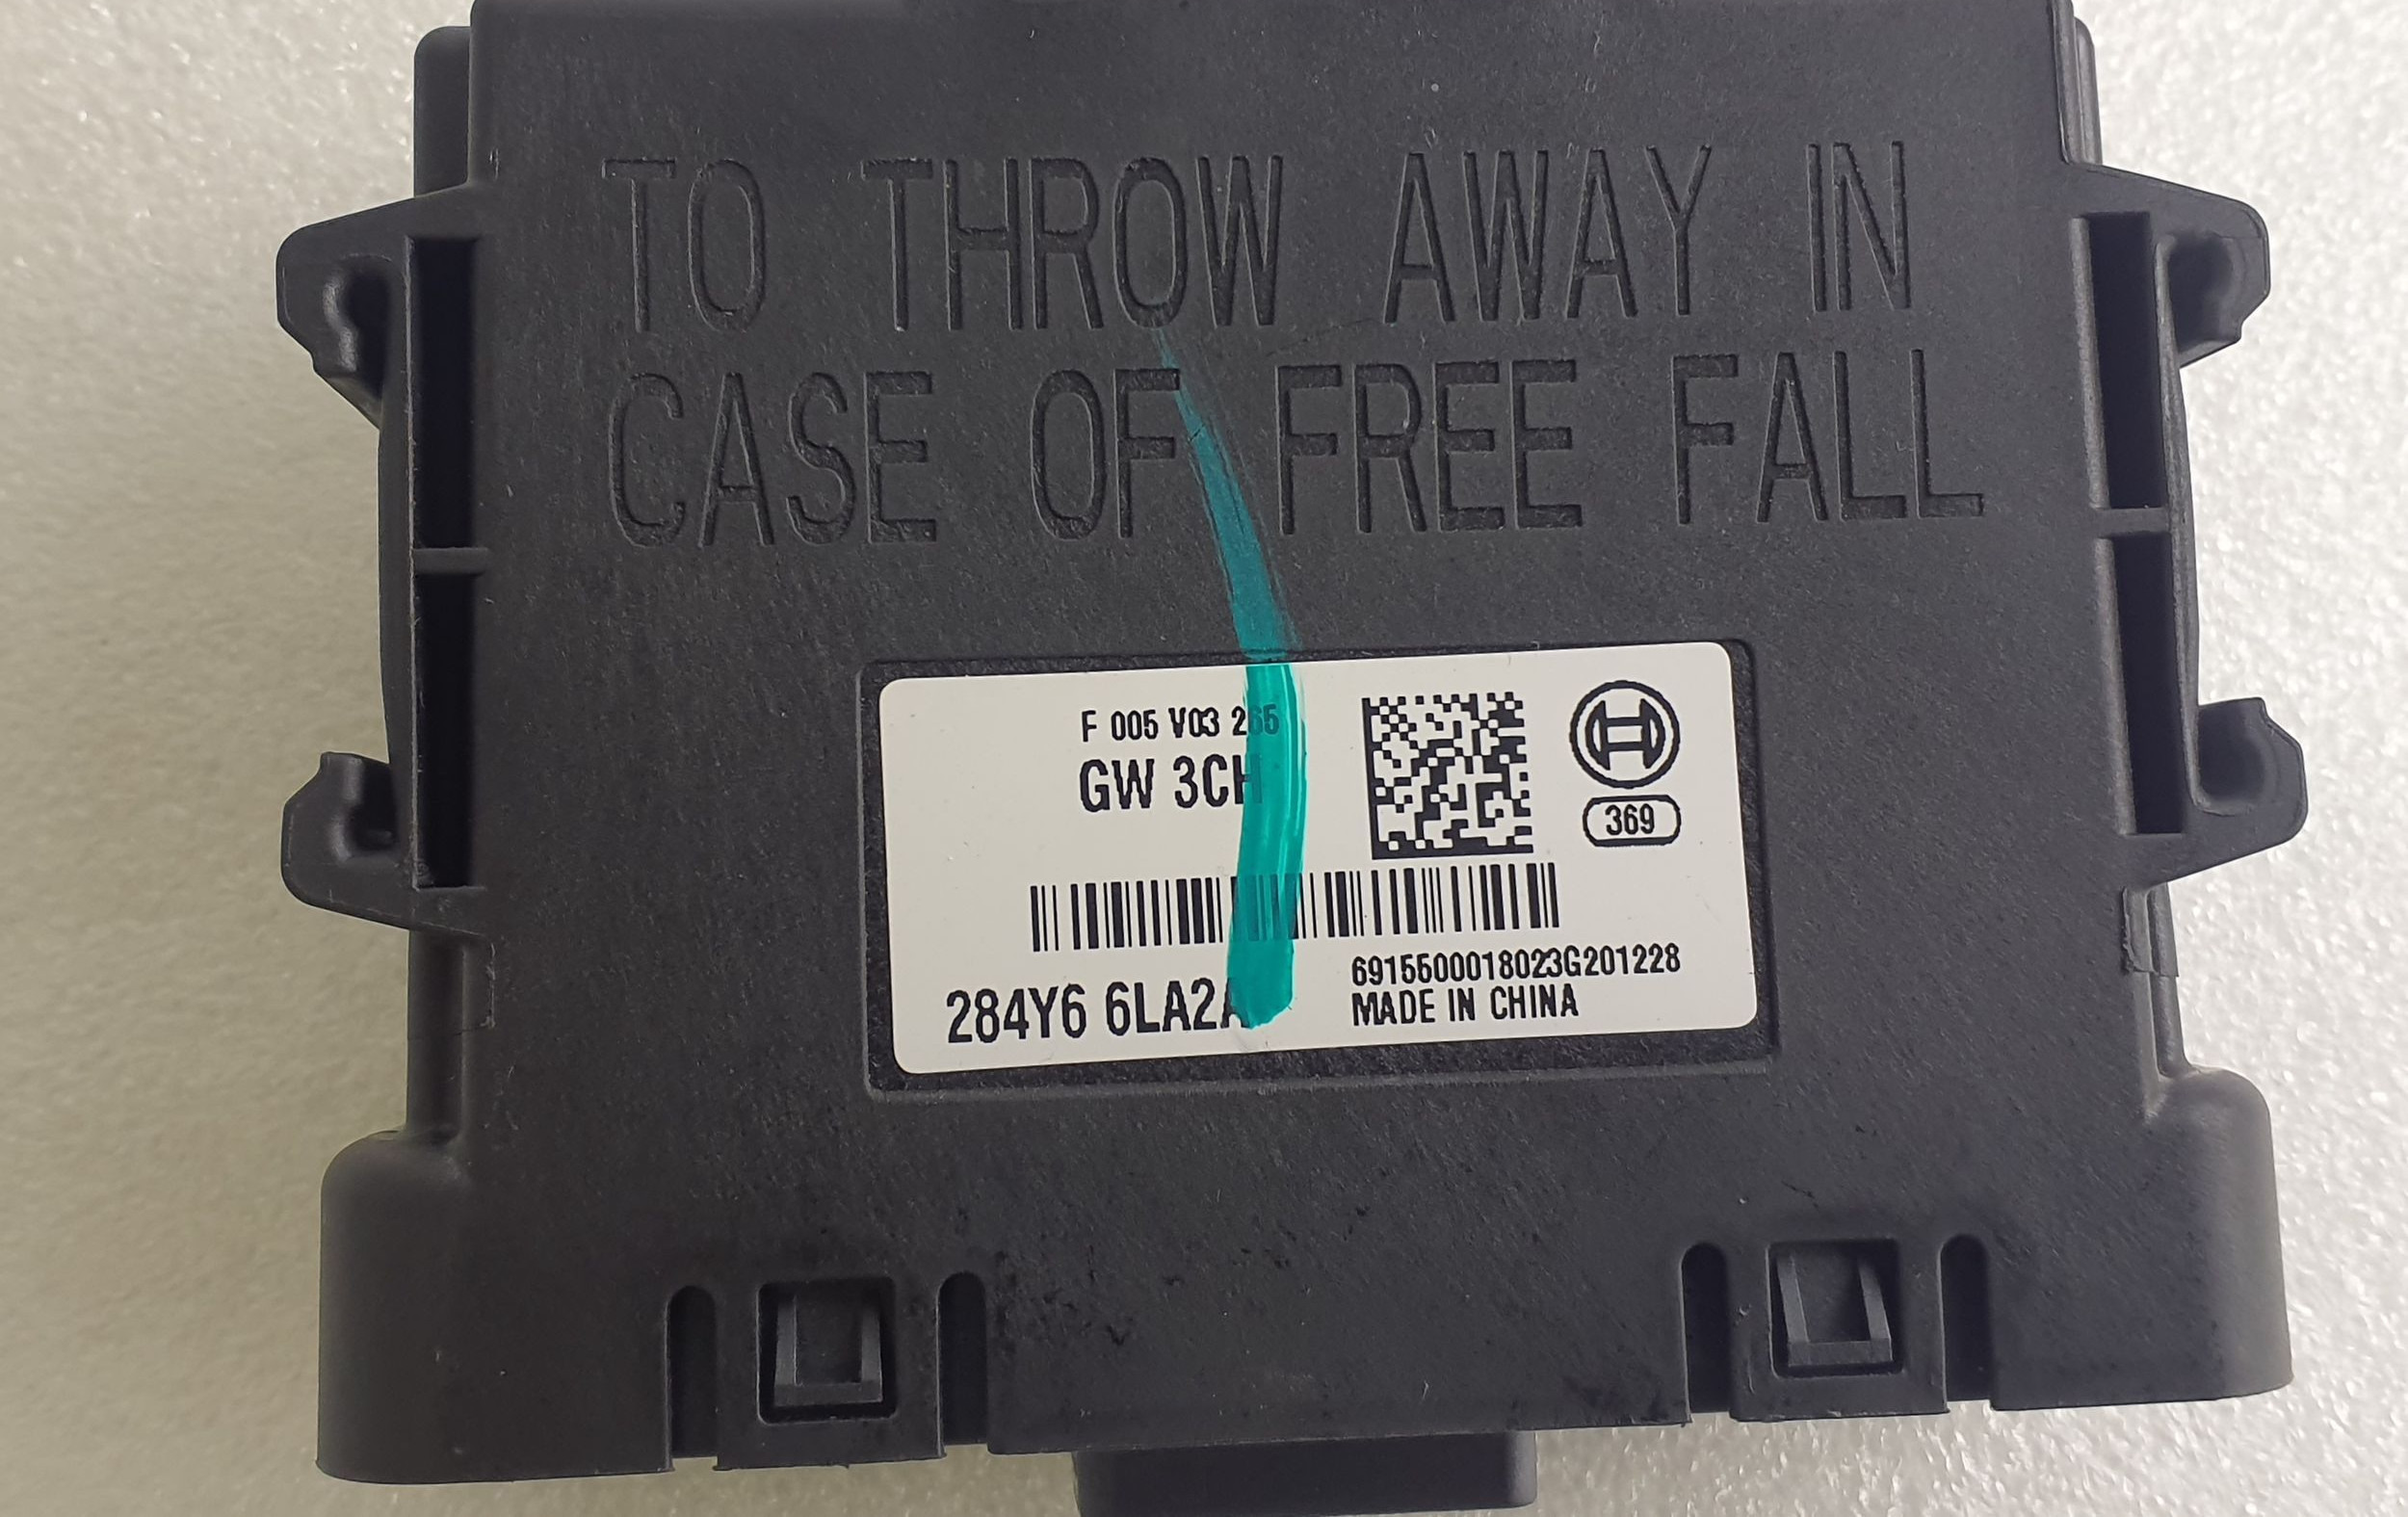 TO THROW AWAY IN
CASE OF FREE FALL
F 005 V03 265
GW 3CH
369
284Y6 6LA2A
6915500018023G201228
MADE IN CHINA